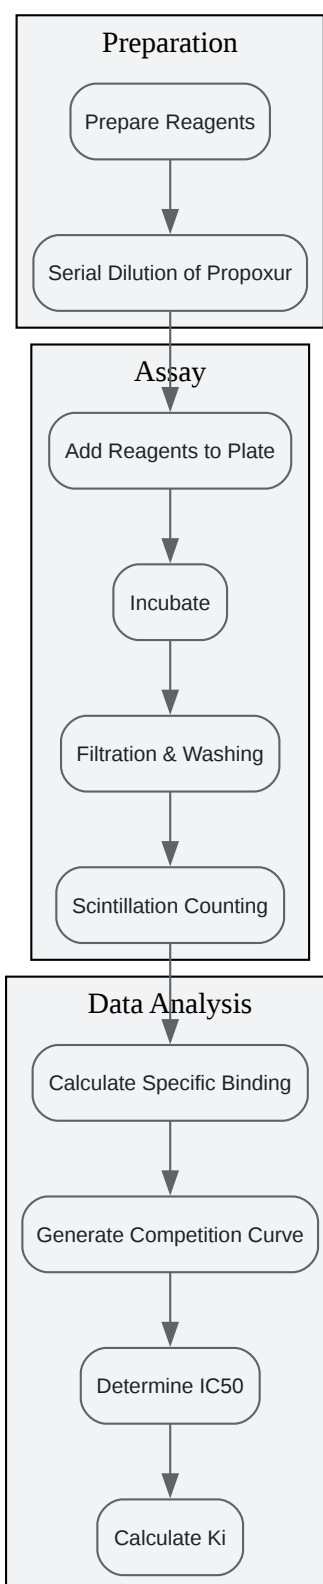 Preparation
Prepare Reagents
Serial Dilution of Propoxur
Assay
Add Reagents to Plate
Incubate
Filtration & Washing
Scintillation Counting
Data Analysis
Calculate Specific Binding
Generate Competition Curve
Determine IC50
Calculate Ki